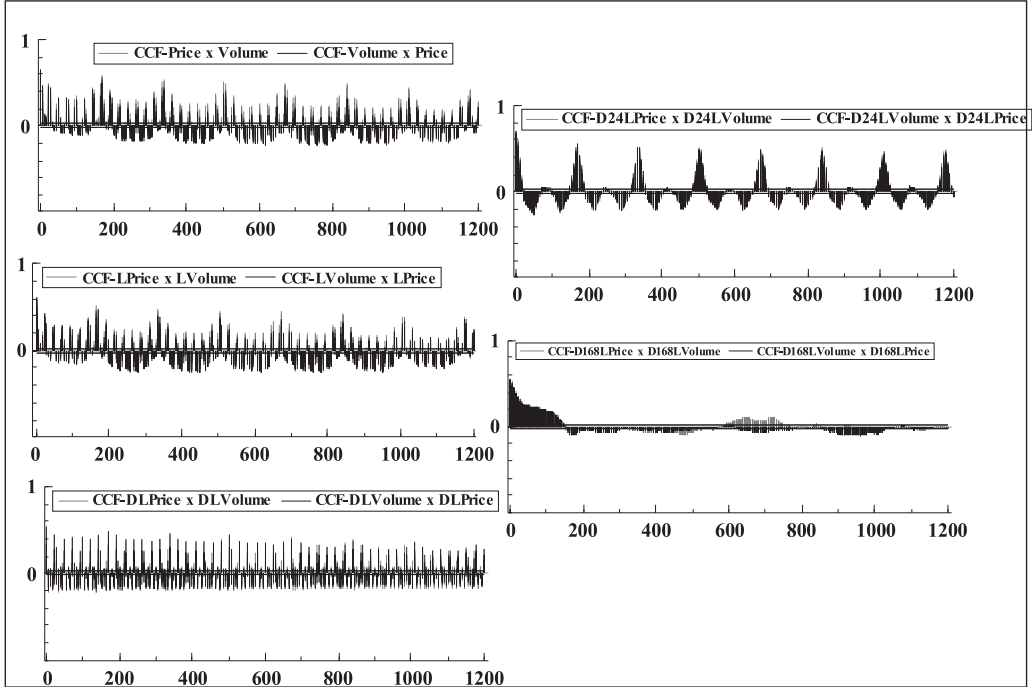 1
CCF-Price x Volume CCF-Volume x Price
0
0 200 400 600 800 1000 1200
1
CCF-LPrice x LVolume CCF-LVolume x LPrice
0
0 200 400 600 800 1000 1200
1
CCF-DLPrice x DLVolume CCF-DLVolume x DLPrice
0
0 200 400 600 800 1000 1200
1
CCF-D24LPrice x D24LVolume CCF-D24LVolume x D24LPrice
0
0 200 400 600 800 1000 1200
1
CCF-D168LPrice x D168LVolume CCF-D168LVolume x D168LPrice
0
0 200 400 600 800 1000 1200